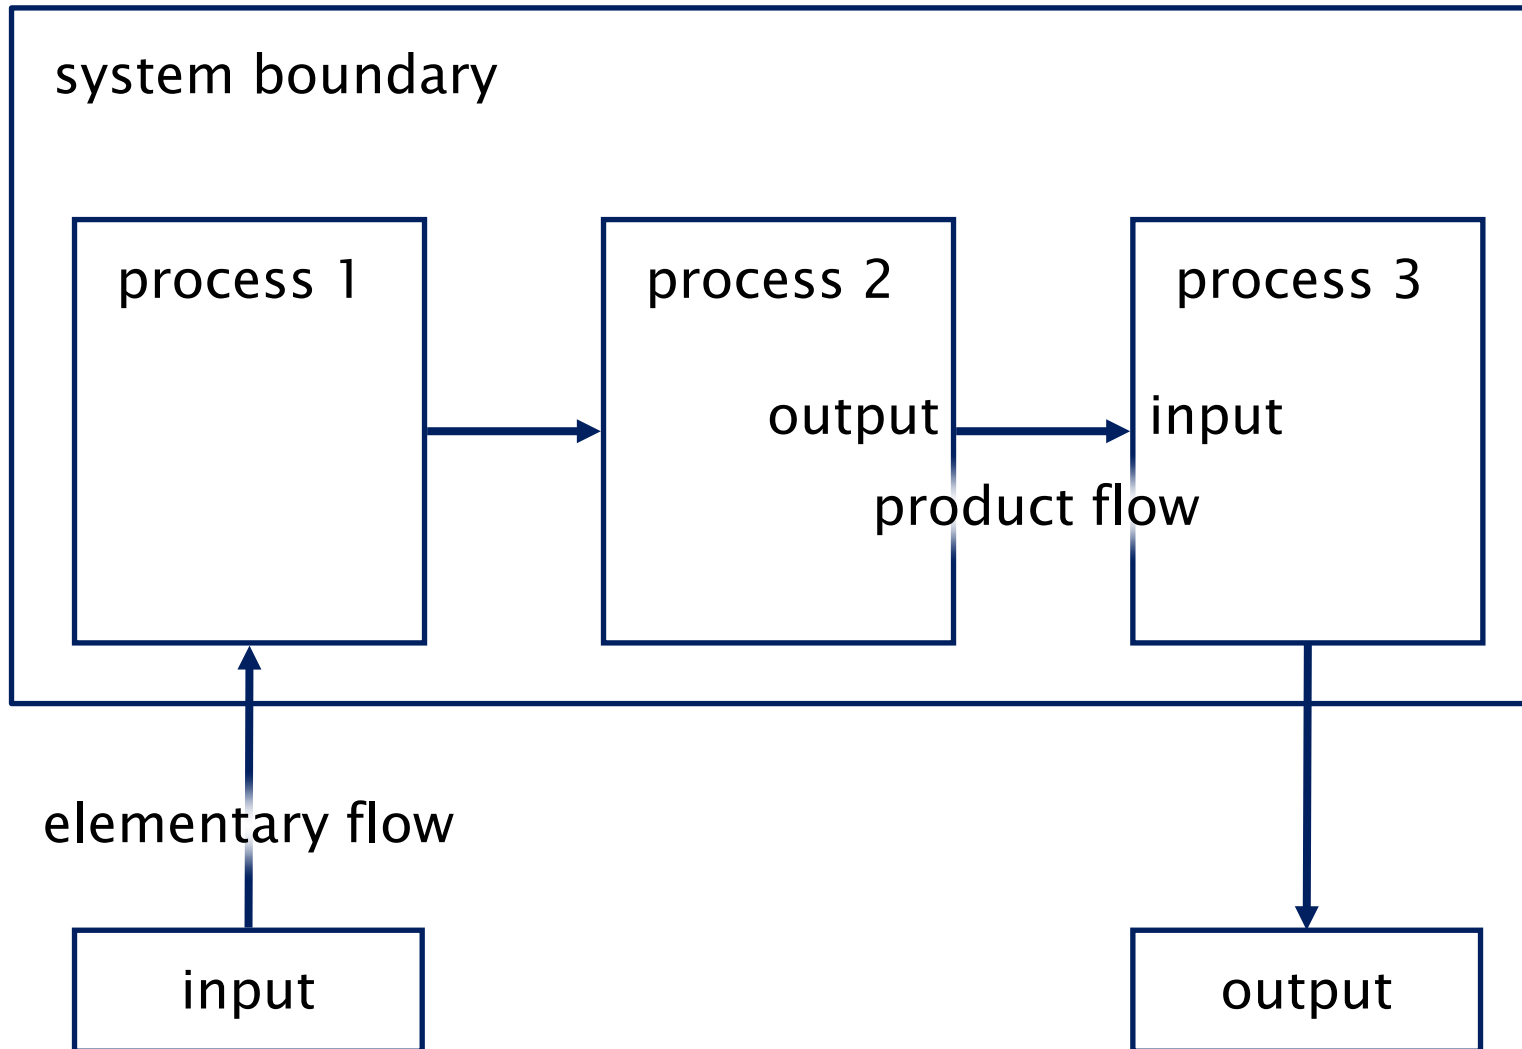 system boundary
process 1
process 2
process 3
output
input
product flow
elementary flow
input
output